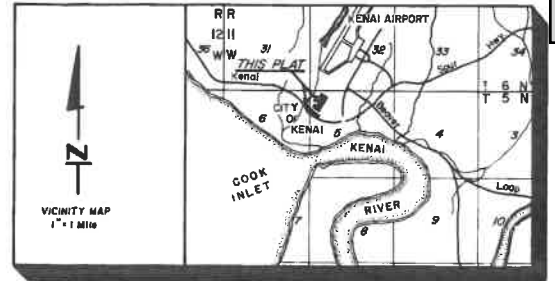 R R
12 11
W W
KENAI AIRPORT
36 31 32 33 34
Spur Hwy.
THIS PLAT
Kenai
T 6 N
T 5 N
Beaver
CITY
OF
KENAI
6 5 4 3
KENAI
COOK
INLET
RIVER
Loop
7 8 9 10
N
VICINITY MAP
1" = 1 Mile